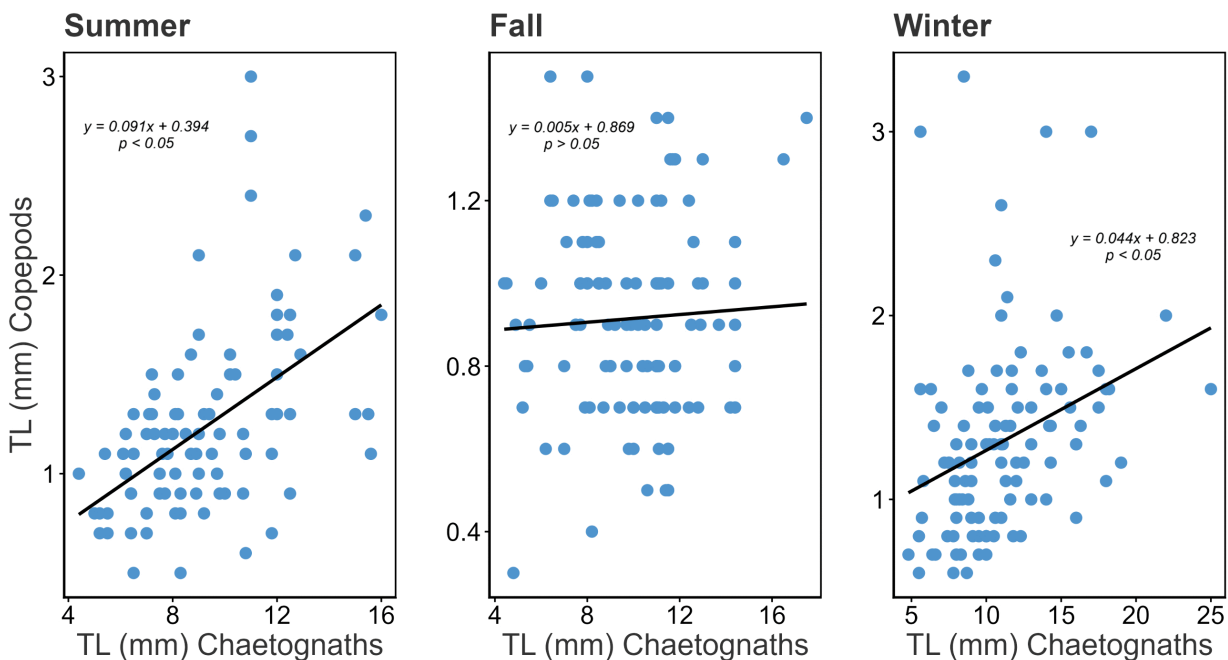 Summer
Fall
Winter
TL (mm) Copepods
3
2
1
y = 0.091x + 0.394
p < 0.05
4
8
12
16
TL (mm) Chaetognaths
1.2
0.8
0.4
y = 0.005x + 0.869
p > 0.05
4
8
12
16
TL (mm) Chaetognaths
3
2
1
y = 0.044x + 0.823
p < 0.05
5
10
15
20
25
TL (mm) Chaetognaths